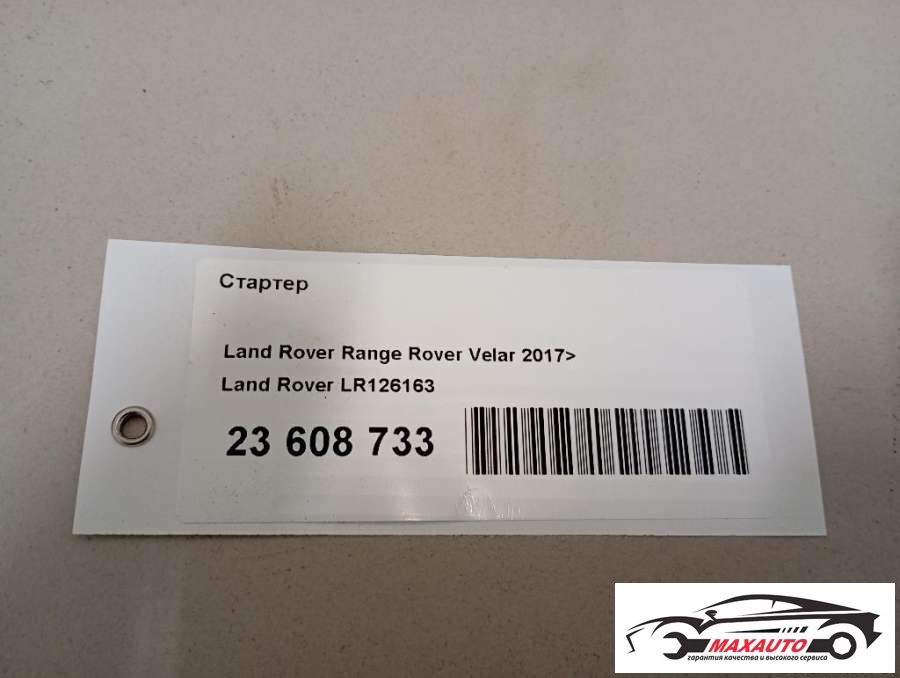 Стартер
Land Rover Range Rover Velar 2017>
Land Rover LR126163
23 608 733
MAXAUTO
гарантия качества и высокого сервиса